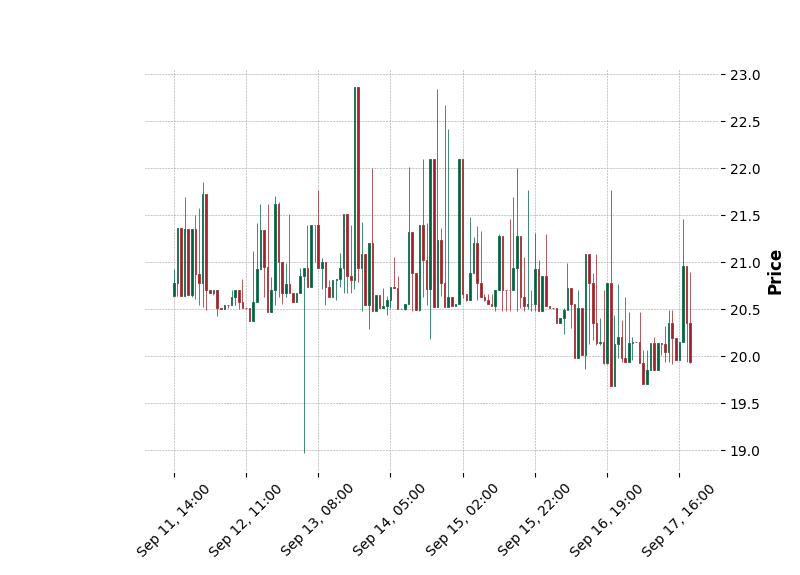 23.0
22.5
22.0
21.5
21.0
20.5
20.0
19.5
19.0
Price
Sep 11, 14:00
Sep 12, 11:00
Sep 13, 08:00
Sep 14, 05:00
Sep 15, 02:00
Sep 15, 22:00
Sep 16, 19:00
Sep 17, 16:00